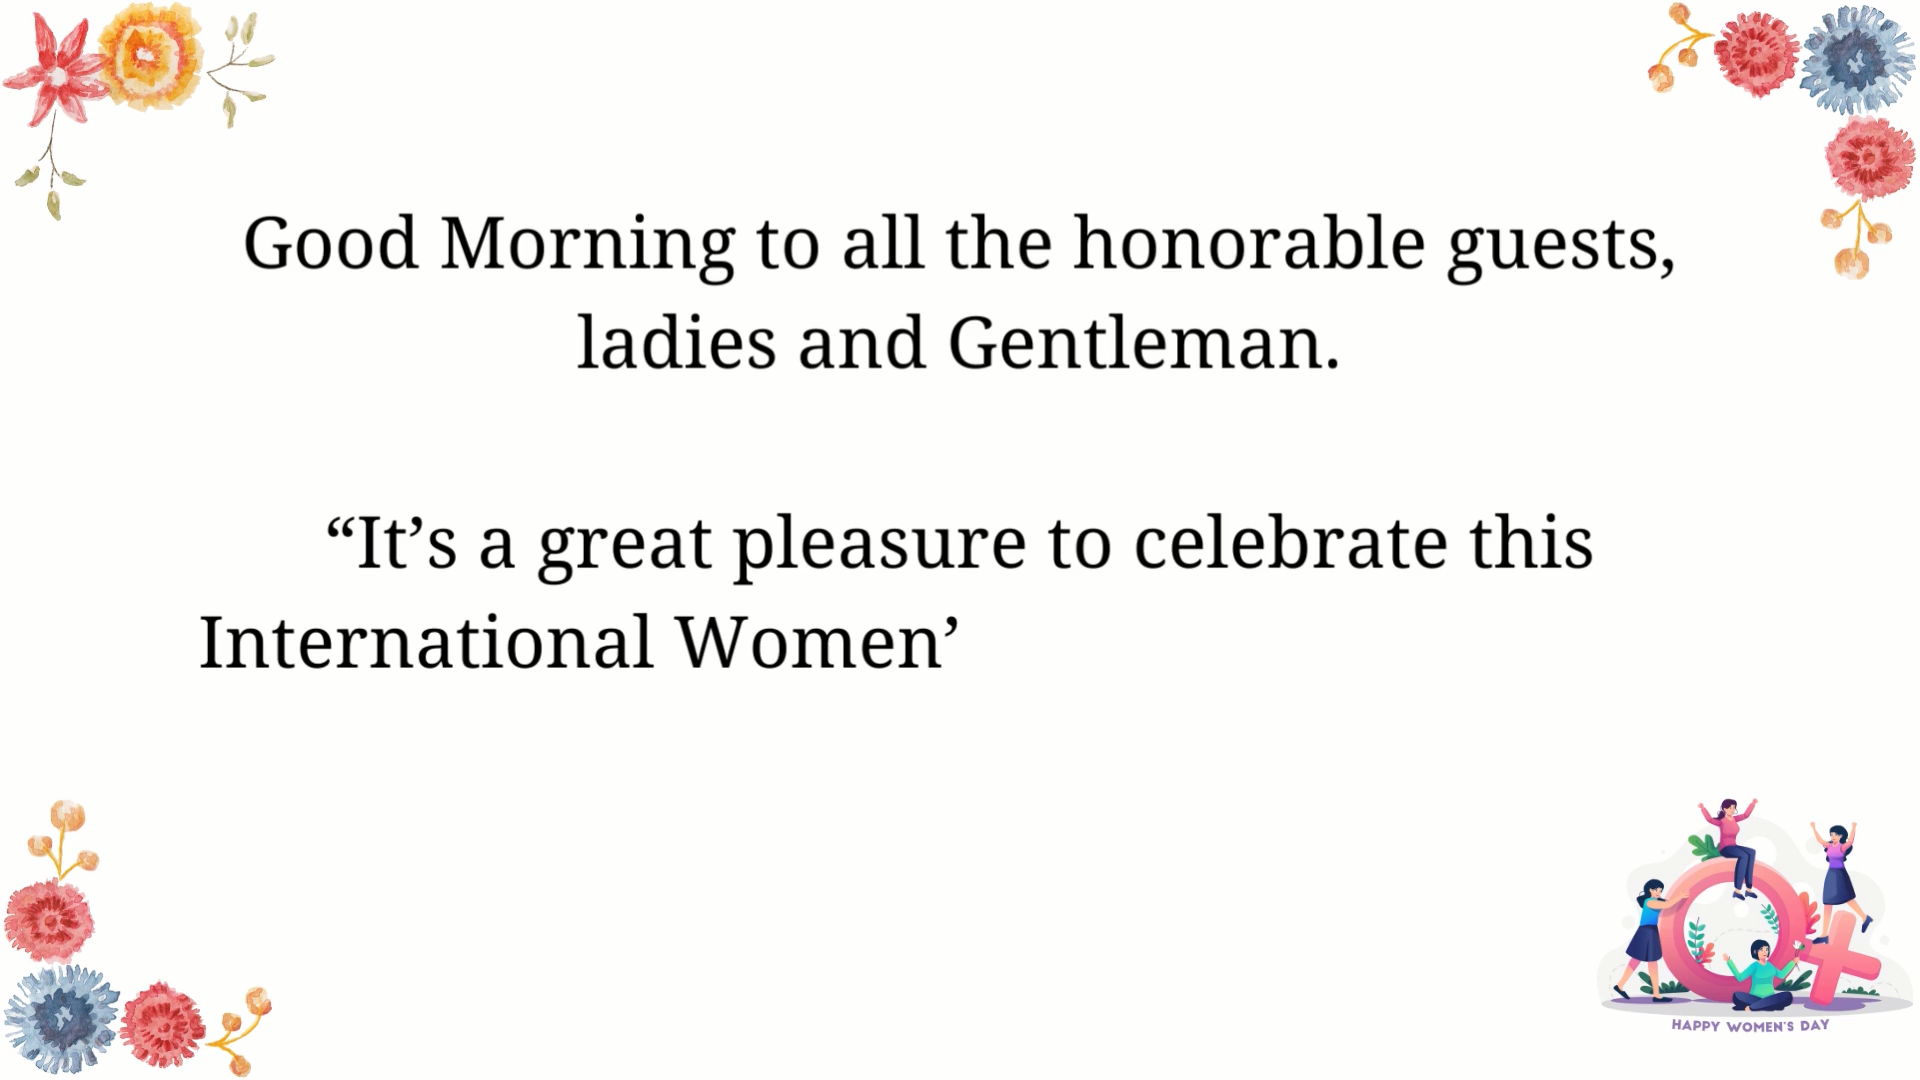 Good Morning to all the honorable guests,
ladies and Gentleman.
“It’s a great pleasure to celebrate this
International Women’
HAPPY WOMEN'S DAY